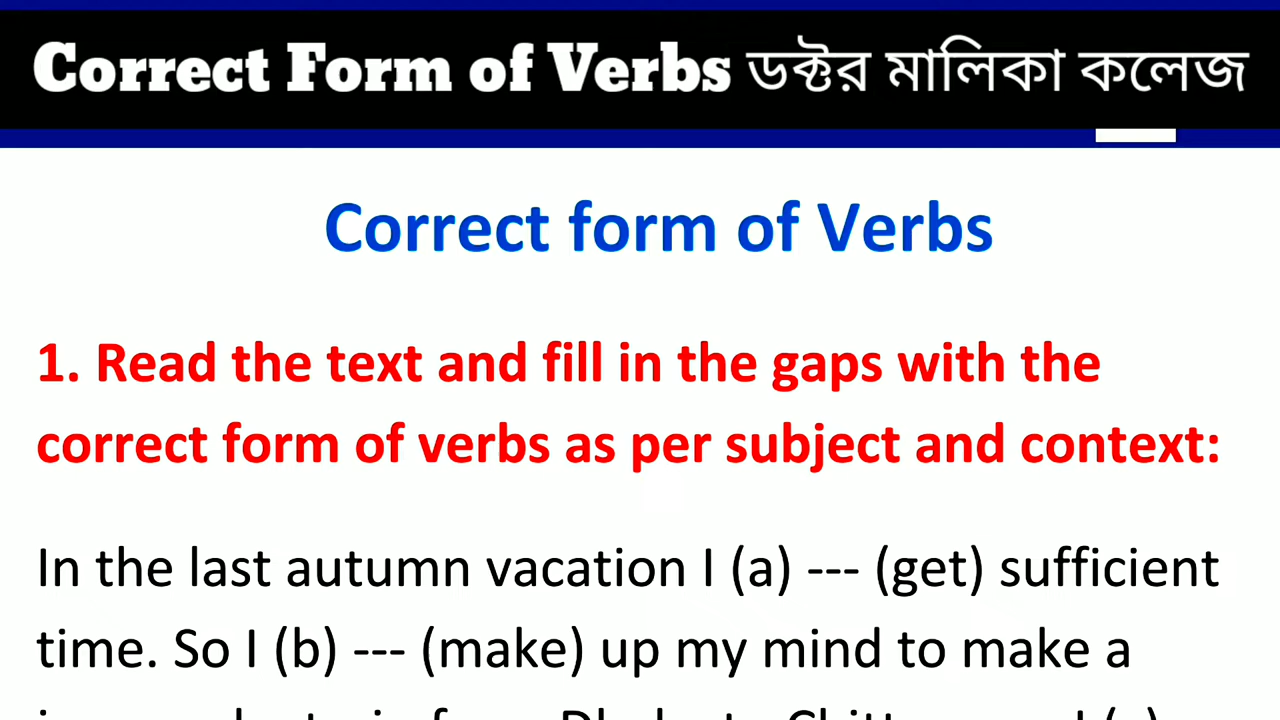 Correct Form of Verbs ডক্টর মালিকা কলেজ
Correct form of Verbs
1. Read the text and fill in the gaps with the
correct form of verbs as per subject and context:
In the last autumn vacation I (a) --- (get) sufficient
time. So I (b) --- (make) up my mind to make a